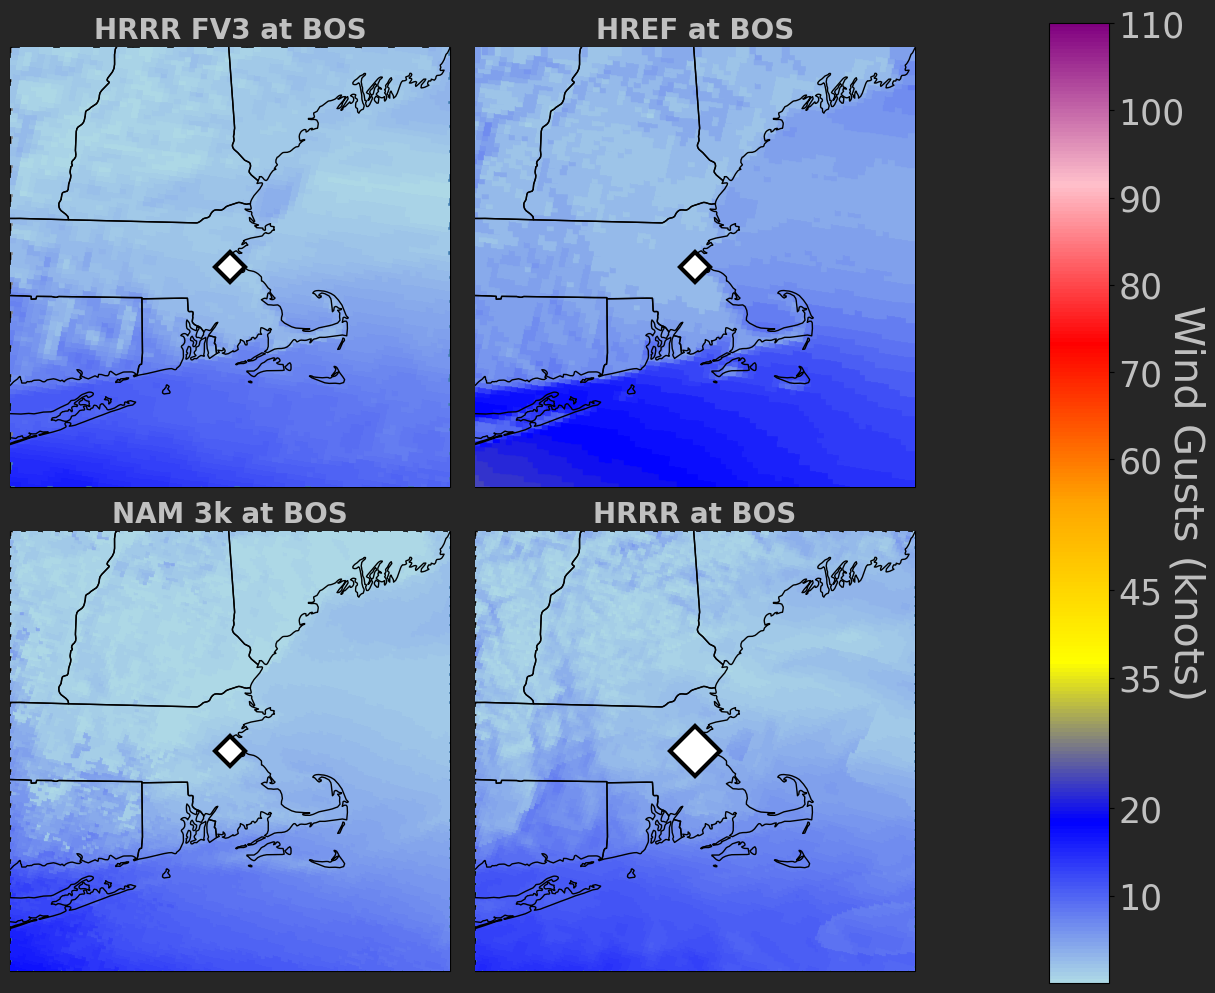 HRRR FV3 at BOS
HREF at BOS
NAM 3k at BOS
HRRR at BOS
110
100
90
80
70
60
45
35
20
10
Wind Gusts (knots)